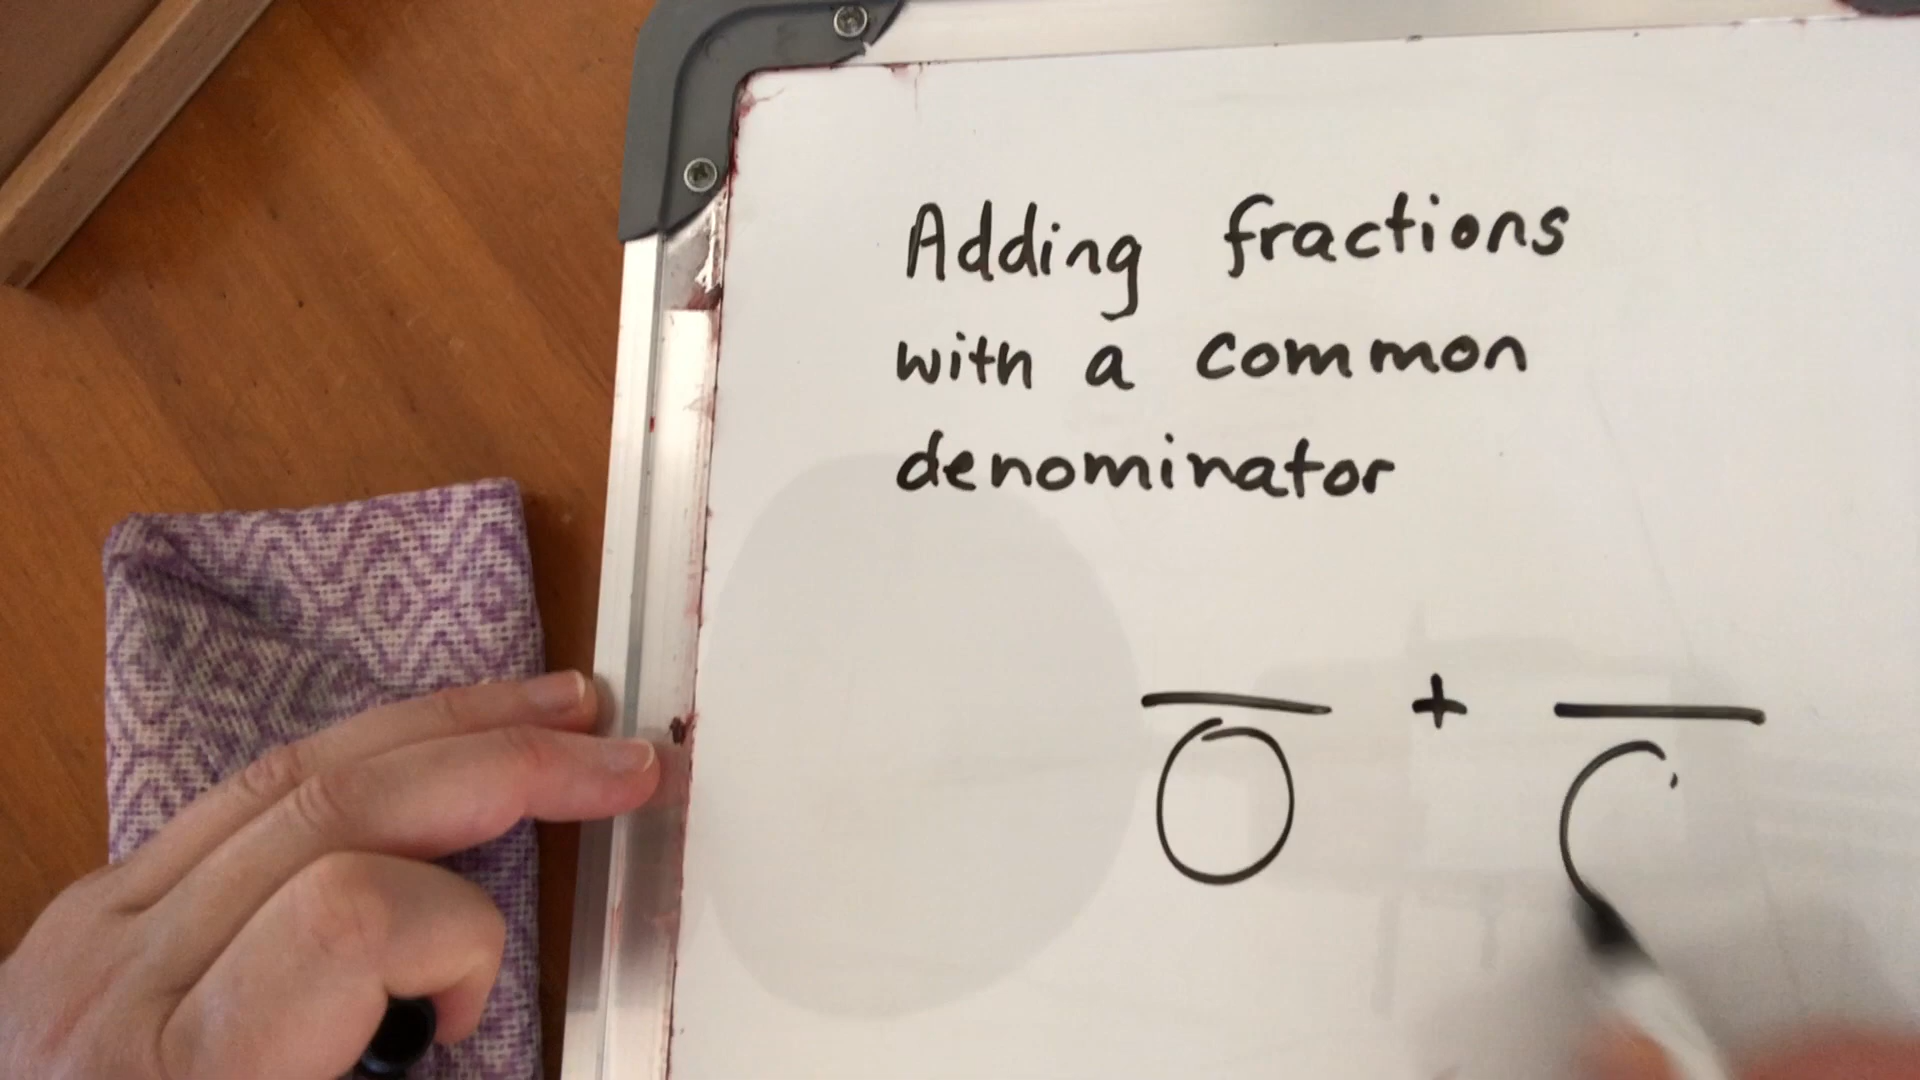 Adding fractions
with a common
denominator
+